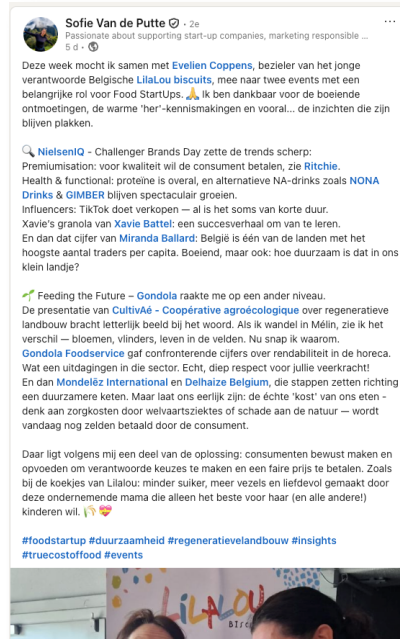 Sofie Van de Putte • 2e
Passionate about supporting start-up companies, marketing responsible ...
5 d •
Deze week mocht ik samen met Evelien Coppens, bezieler van het jonge
verantwoorde Belgische LilaLou biscuits, mee naar twee events met een
belangrijke rol voor Food StartUps. 🙏 Ik ben dankbaar voor de boeiende
ontmoetingen, de warme 'her'-kennismakingen en vooral... de inzichten die zijn
blijven plakken.
🔍 NielsenIQ - Challenger Brands Day zette de trends scherp:
Premiumisation: voor kwaliteit wil de consument betalen, zie Ritchie.
Health & functional: proteïne is overal, en alternatieve NA-drinks zoals NONA
Drinks & GIMBER blijven spectaculair groeien.
Influencers: TikTok doet verkopen — al is het soms van korte duur.
Xavie's granola van Xavie Battel: een succesverhaal om van te leren.
En dan dat cijfer van Miranda Ballard: België is één van de landen met het
hoogste aantal traders per capita. Boeiend, maar ook: hoe duurzaam is dat in ons
klein landje?
🌱 Feeding the Future – Gondola raakte me op een ander niveau.
De presentatie van CultivAé - Coopérative agroécologique over regeneratieve
landbouw bracht letterlijk beeld bij het woord. Als ik wandel in Mélin, zie ik het
verschil — bloemen, vlinders, leven in de velden. Nu snap ik waarom.
Gondola Foodservice gaf confronterende cijfers over rendabiliteit in de horeca.
Wat een uitdagingen in die sector. Echt, diep respect voor jullie veerkracht!
En dan Mondelēz International en Delhaize Belgium, die stappen zetten richting
een duurzamere keten. Maar laat ons eerlijk zijn: de échte 'kost' van ons eten -
denk aan zorgkosten door welvaartsziektes of schade aan de natuur — wordt
vandaag nog zelden betaald door de consument.
Daar ligt volgens mij een deel van de oplossing: consumenten bewust maken en
opvoeden om verantwoorde keuzes te maken en een faire prijs te betalen. Zoals
bij de koekjes van Lilalou: minder suiker, meer vezels en liefdevol gemaakt door
deze ondernemende mama die alleen het beste voor haar (en alle andere!)
kinderen wil. 🌾 💝
#foodstartup #duurzaamheid #regeneratievelandbouw #insights
#truecostoffood #events
LiLALOU
BISC